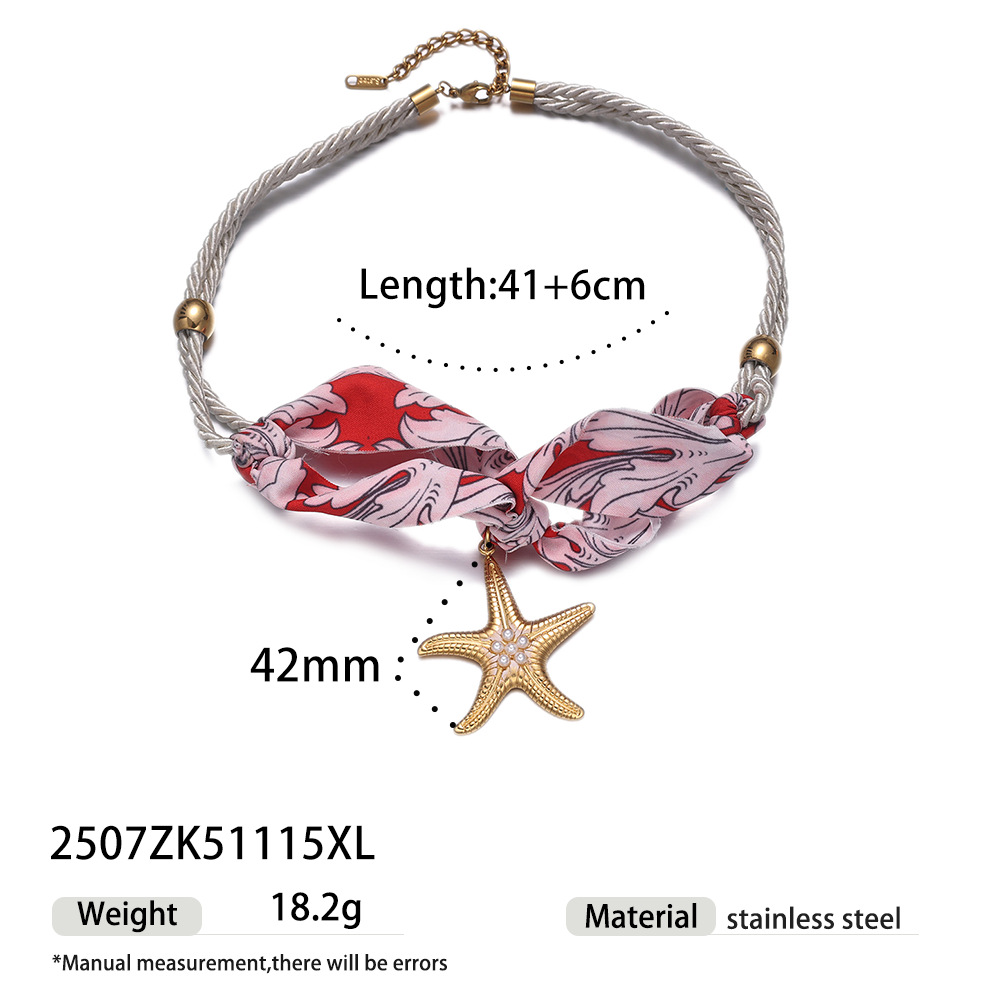 Length:41+6cm
42mm
2507ZK51115XL
Weight 18.2g
Material stainless steel
*Manual measurement,there will be errors